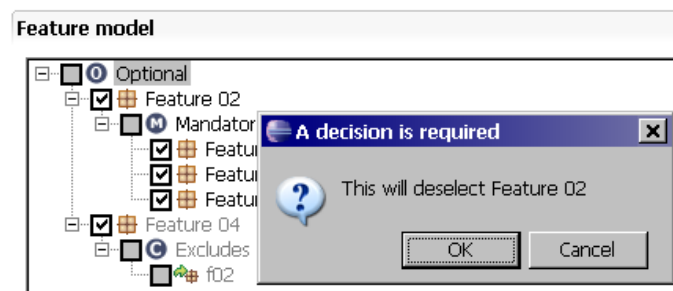 Feature model
Optional
Feature 02
Mandator
Featu
Featu
Featu
Feature 04
Excludes
f02
A decision is required
This will deselect Feature 02
OK
Cancel